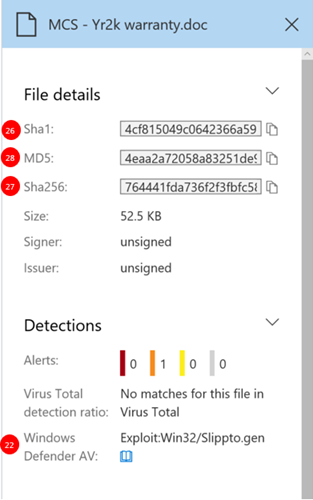 MCS - Yr2k warranty.doc
File details
26 Sha1: 4cf815049c0642366a59
28 MD5: 4eaa2a72058a83251de9
27 Sha256: 764441fda736f2f3fbfc58
Size: 52.5 KB
Signer: unsigned
Issuer: unsigned
Detections
Alerts: 0 1 0 0
Virus Total No matches for this file in
detection ratio: Virus Total
22 Windows Exploit:Win32/Slippto.gen
Defender AV: